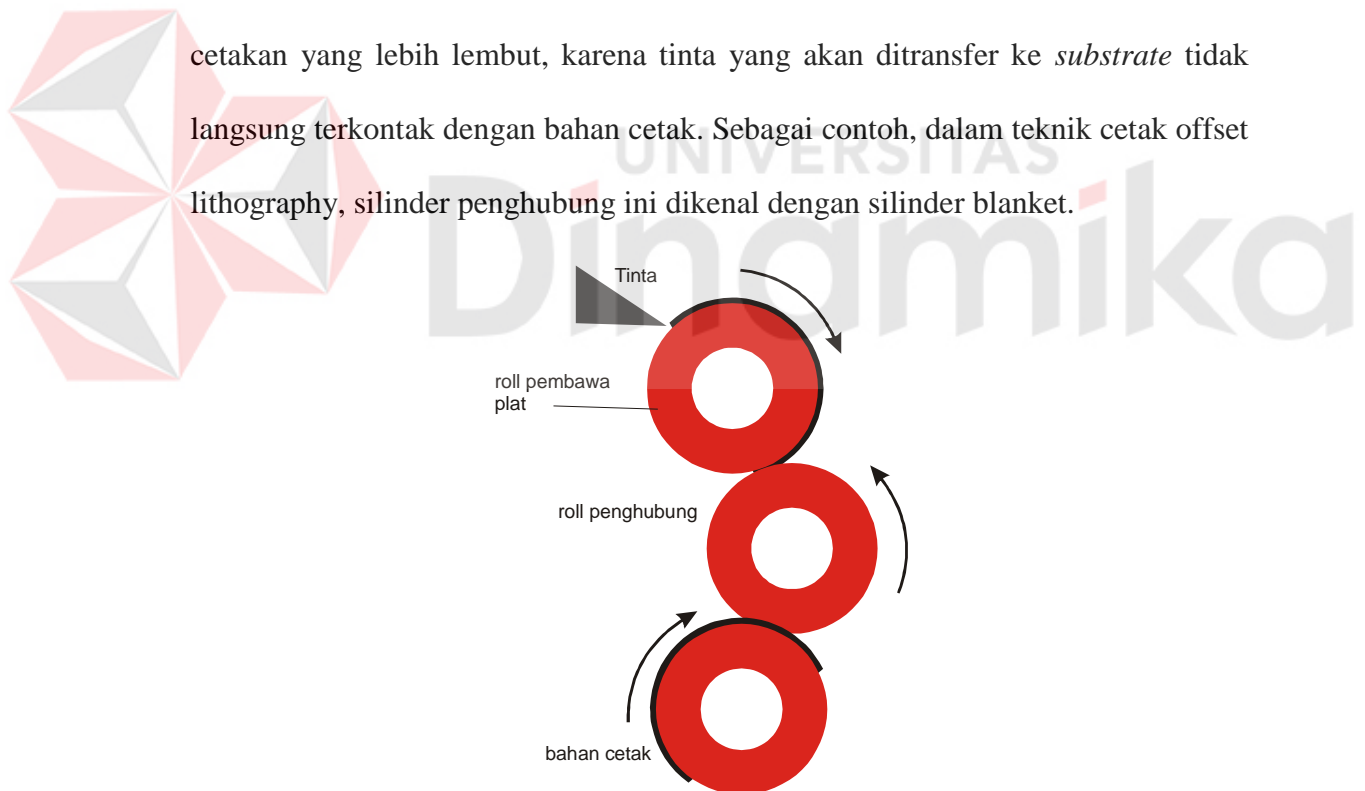 cetakan yang lebih lembut, karena tinta yang akan ditransfer ke substrate tidak
langsung terkontak dengan bahan cetak. Sebagai contoh, dalam teknik cetak offset
lithography, silinder penghubung ini dikenal dengan silinder blanket.
UNIVERSITAS
Dinamika
Tinta
roll pembawa
plat
roll penghubung
bahan cetak